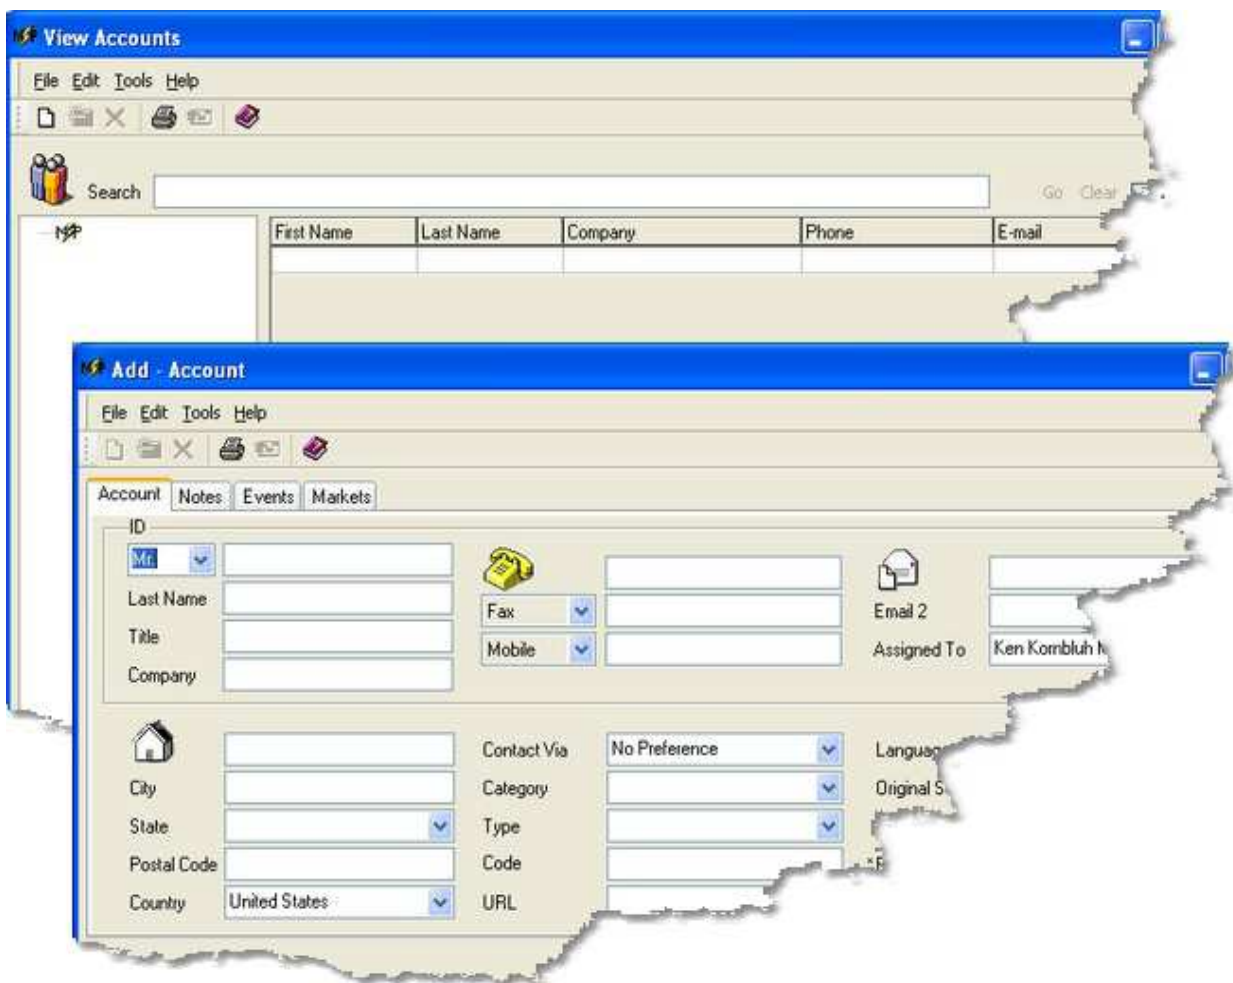 View Accounts
File Edit Tools Help
Search Go Clear
First Name Last Name Company Phone E-mail
Add - Account
File Edit Tools Help
Account Notes Events Markets
ID
Mr.
Last Name Fax Email 2
Title Mobile Assigned To Ken Kornbluh
Company
Contact Via No Preference Languag
City Category Original S
State Type
Postal Code Code
Country United States URL